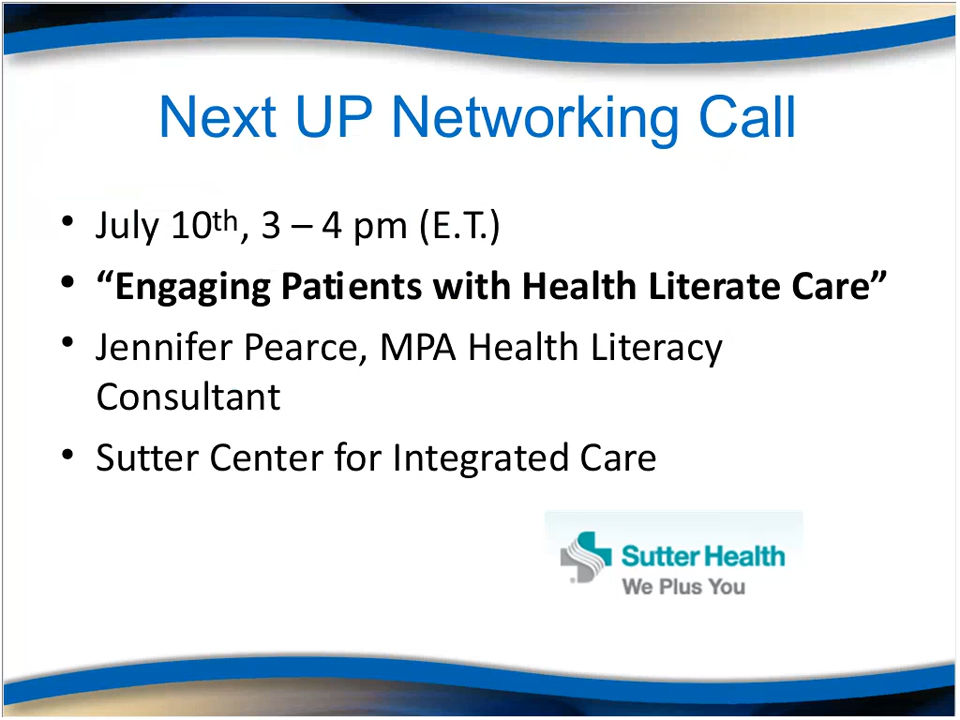 Next UP Networking Call
• July 10th, 3 – 4 pm (E.T.)
• “Engaging Patients with Health Literate Care”
• Jennifer Pearce, MPA Health Literacy
Consultant
• Sutter Center for Integrated Care
Sutter Health
We Plus You